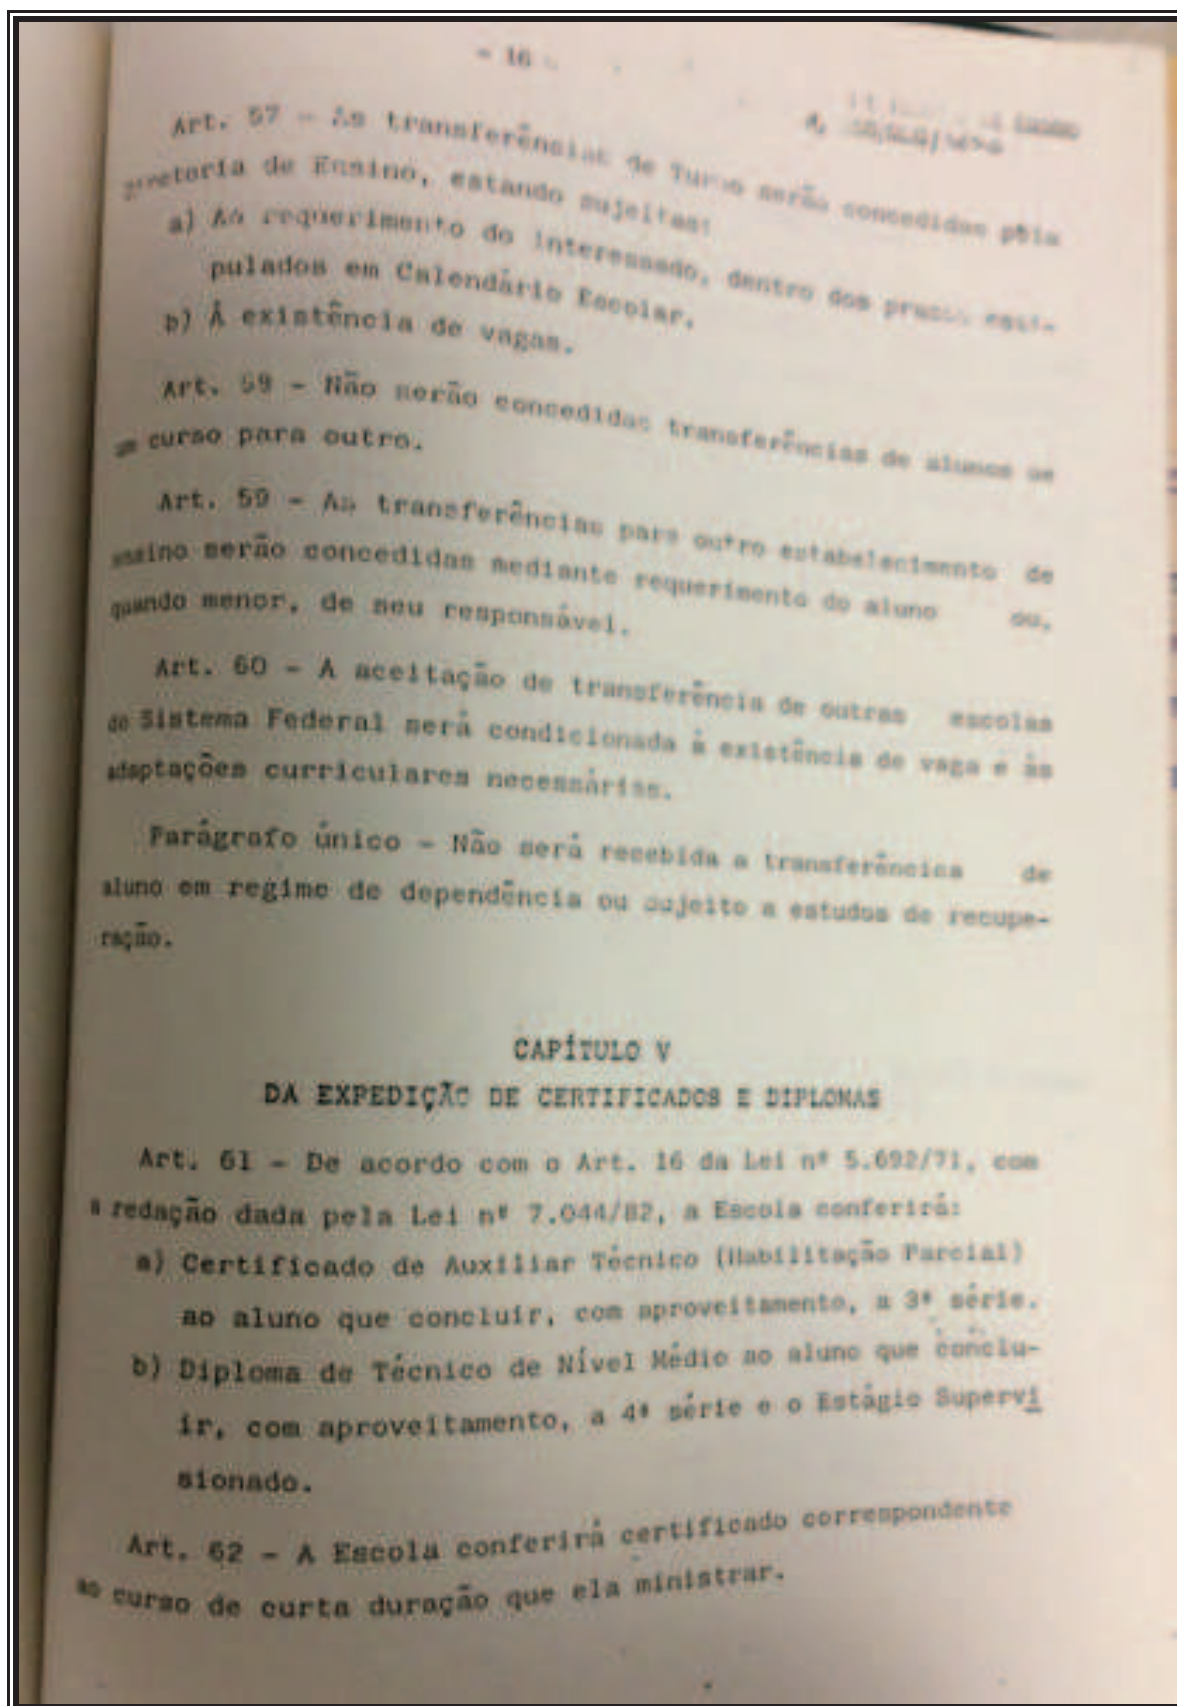 - 16
Art. 57 - As transferências de Turno serão concedidas pela
Diretoria de Ensino, estando sujeitas:
a) Ao requerimento do interessado, dentro dos prazos esti-
pulados em Calendário Escolar.
b) À existência de vagas.
Art. 58 - Não serão concedidas transferências de alunos de
um curso para outro.
Art. 59 - As transferências para outro estabelecimento de
ensino serão concedidas mediante requerimento do aluno ou,
quando menor, de seu responsável.
Art. 60 - A aceitação de transferência de outras escolas
do Sistema Federal será condicionada à existência de vaga e às
adaptações curriculares necessárias.
Parágrafo único - Não será recebida a transferência de
aluno em regime de dependência ou sujeito a estudos de recupe-
ração.
CAPÍTULO V
DA EXPEDIÇÃO DE CERTIFICADOS E DIPLOMAS
Art. 61 - De acordo com o Art. 16 da Lei nº 5.692/71, com
a redação dada pela Lei nº 7.044/82, a Escola conferirá:
a) Certificado de Auxiliar Técnico (Habilitação Parcial)
ao aluno que concluir, com aproveitamento, a 3ª série.
b) Diploma de Técnico de Nível Médio ao aluno que conclu-
ir, com aproveitamento, a 4ª série e o Estágio Supervi
sionado.
Art. 62 - A Escola conferirá certificado correspondente
ao curso de curta duração que ela ministrar.